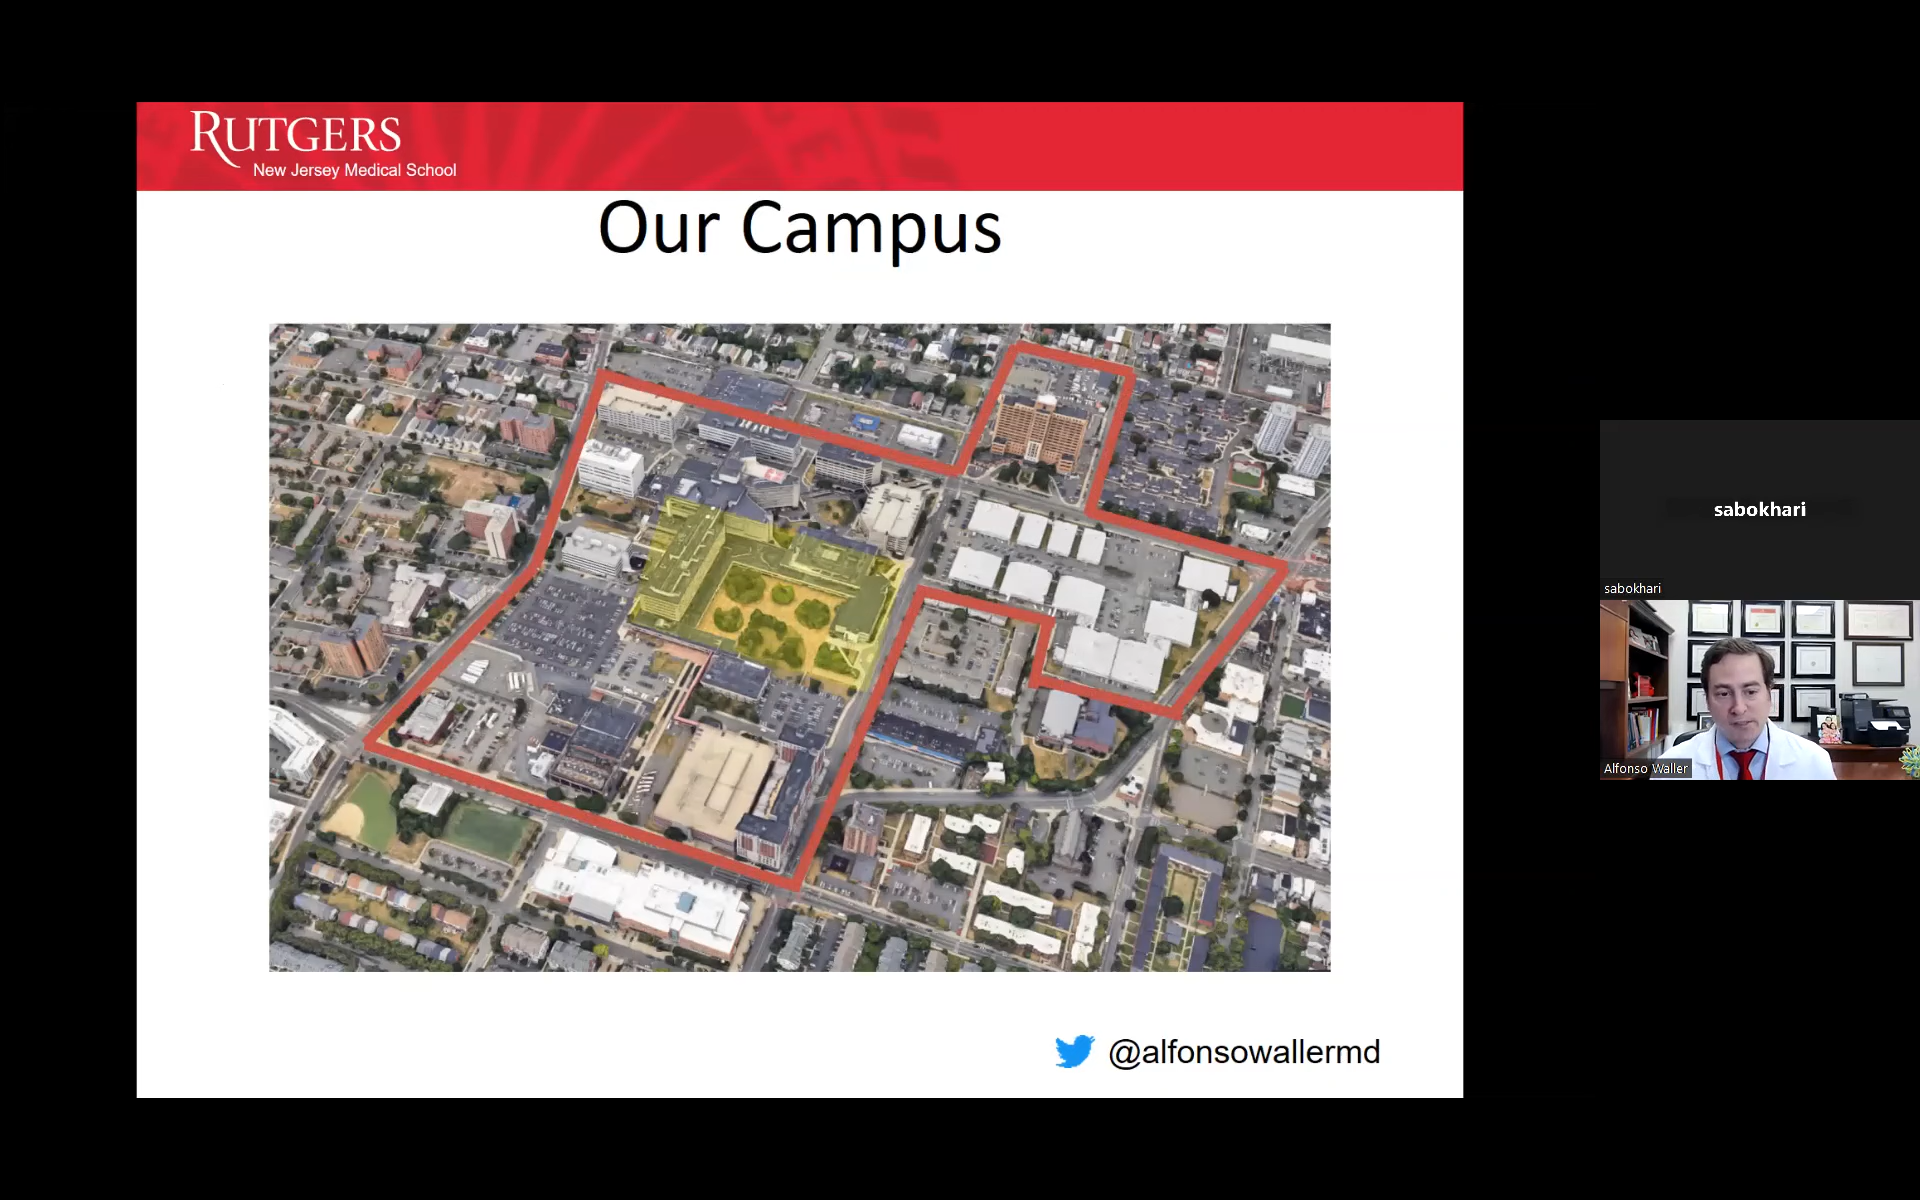 RUTGERS
New Jersey Medical School
Our Campus
@alfonsowallermd
sabokhari
sabokhari
Alfonso Waller